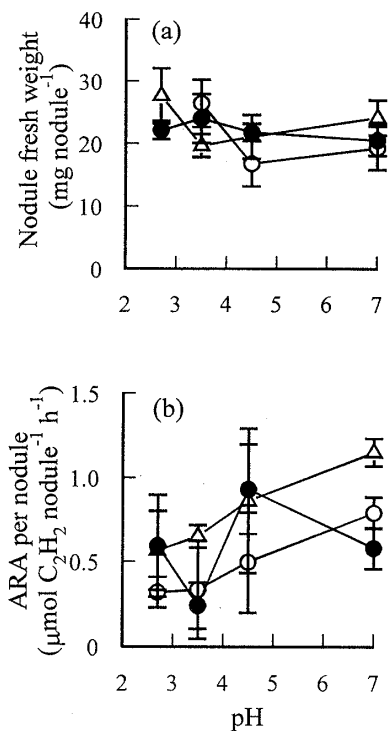 (a)
Nodule fresh weight
(mg nodule⁻¹)
40
30
20
10
0
2 3 4 5 6 7
(b)
ARA per nodule
(μmol C₂H₂ nodule⁻¹ h⁻¹)
1.5
1.0
0.5
0
2 3 4 5 6 7
pH